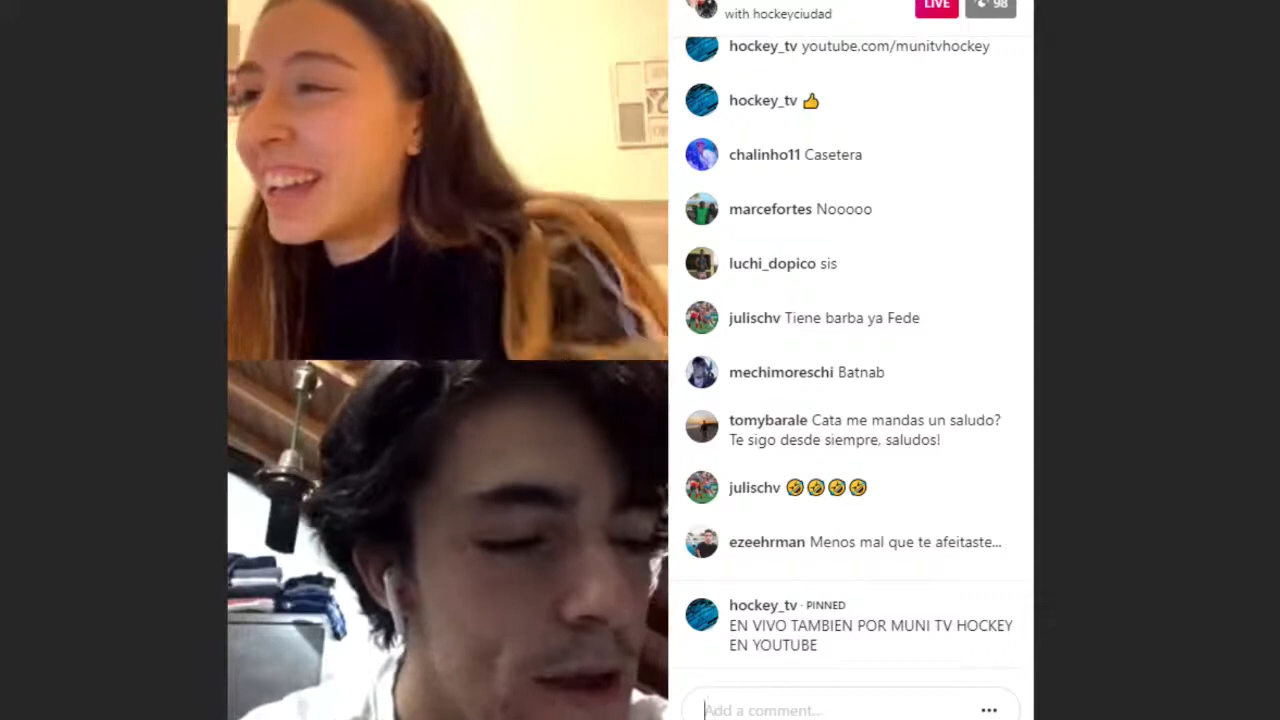 with hockeyciudad
LIVE
98
hockey_tv youtube.com/munitvhockey
hockey_tv 👍
chalinho11 Casetera
marcefortes Nooooo
luchi_dopico sis
julischv Tiene barba ya Fede
mechimoreschi Batnab
tomybarale Cata me mandas un saludo?
Te sigo desde siempre, saludos!
julischv 🤣🤣🤣🤣
ezeehrman Menos mal que te afeitaste...
hockey_tv · PINNED
EN VIVO TAMBIEN POR MUNI TV HOCKEY
EN YOUTUBE
Add a comment...